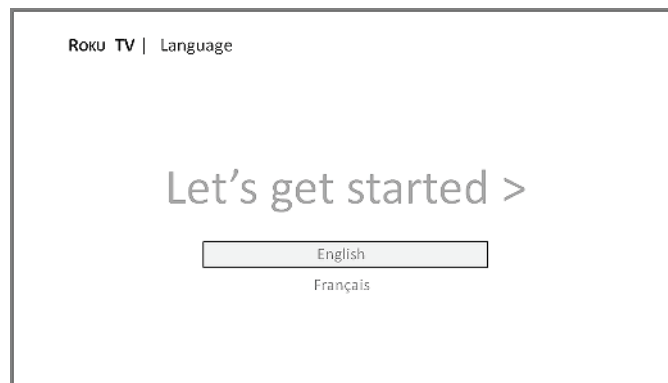 Roku TV | Language
Let's get started >
English
Français